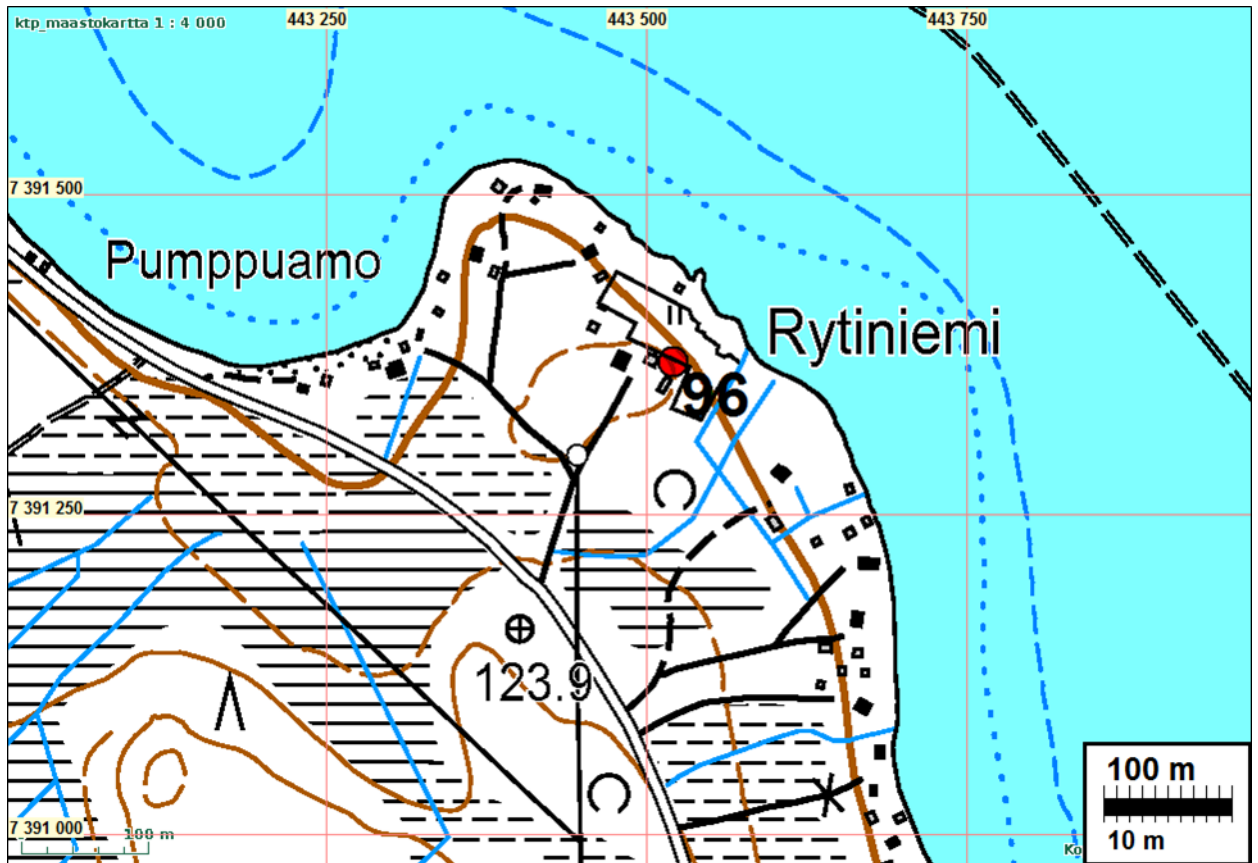 ktp_maastokartta 1 : 4 000
443 250
443 500
443 750
7 391 500
Pumppuamo
Rytiniemi
96
7 391 250
123.9
100 m
10 m
7 391 000
100 m
Ko